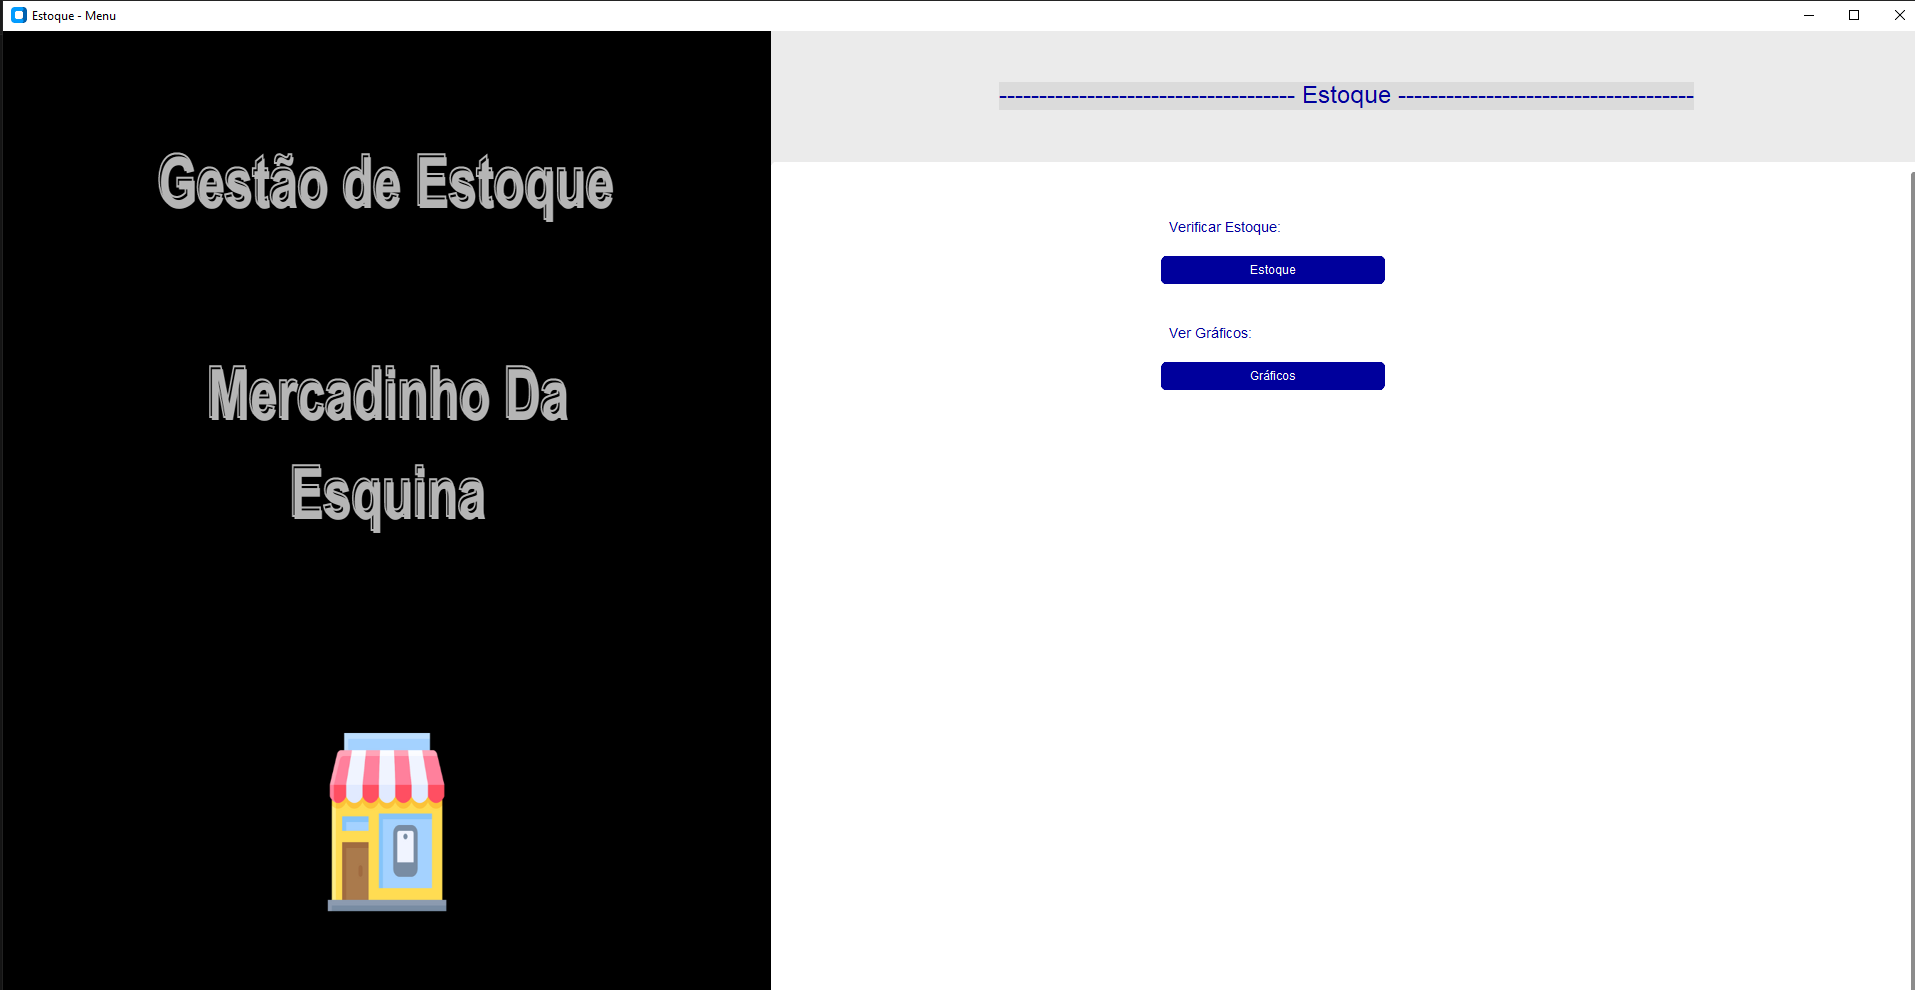 Estoque - Menu
Gestão de Estoque
Mercadinho Da
Esquina
------------------------------------- Estoque -------------------------------------
Verificar Estoque:
Estoque
Ver Gráficos:
Gráficos